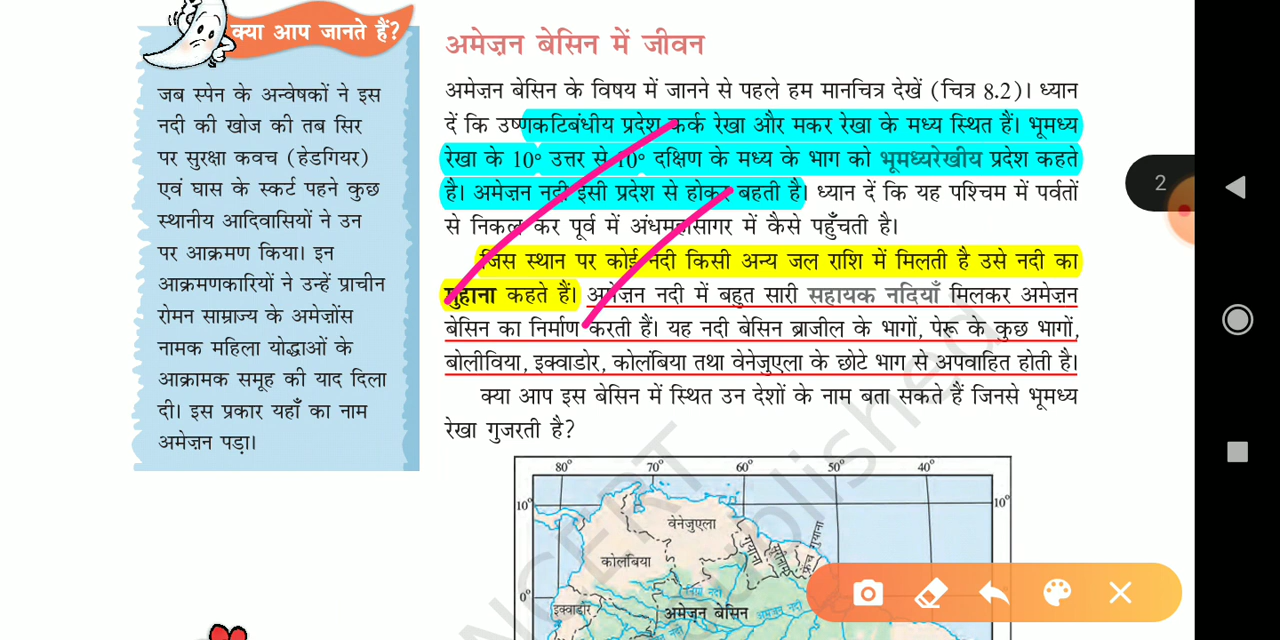 क्या आप जानते हैं?
जब स्पेन के अन्वेषकों ने इस
नदी की खोज की तब सिर
पर सुरक्षा कवच (हेडगियर)
एवं घास के स्कर्ट पहने कुछ
स्थानीय आदिवासियों ने उन
पर आक्रमण किया। इन
आक्रमणकारियों ने उन्हें प्राचीन
रोमन साम्राज्य के अमेज़ोंस
नामक महिला योद्धाओं के
आक्रामक समूह की याद दिला
दी। इस प्रकार यहाँ का नाम
अमेज़न पड़ा।
अमेज़न बेसिन में जीवन
अमेज़न बेसिन के विषय में जानने से पहले हम मानचित्र देखें (चित्र 8.2)। ध्यान
दें कि उष्णकटिबंधीय प्रदेश कर्क रेखा और मकर रेखा के मध्य स्थित हैं। भूमध्य
रेखा के 10° उत्तर से 10° दक्षिण के मध्य के भाग को भूमध्यरेखीय प्रदेश कहते
है। अमेज़न नदी इसी प्रदेश से होकर बहती है। ध्यान दें कि यह पश्चिम में पर्वतों
से निकल कर पूर्व में अंधमहासागर में कैसे पहुँचती है।
जिस स्थान पर कोई नदी किसी अन्य जल राशि में मिलती है उसे नदी का
मुहाना कहते हैं। अमेज़न नदी में बहुत सारी सहायक नदियाँ मिलकर अमेज़न
बेसिन का निर्माण करती हैं। यह नदी बेसिन ब्राजील के भागों, पेरू के कुछ भागों,
बोलीविया, इक्वाडोर, कोलंबिया तथा वेनेजुएला के छोटे भाग से अपवाहित होती है।
क्या आप इस बेसिन में स्थित उन देशों के नाम बता सकते हैं जिनसे भूमध्य
रेखा गुजरती है?
80° 70° 60° 50° 40°
10° 10°
वेनेजुएला
गुयाना
सूरीनाम
फ्रेंच गुयाना
कोलंबिया
0°
इक्वाडोर
अमेज़न बेसिन
अमेज़न नदी
NCERT
published
2